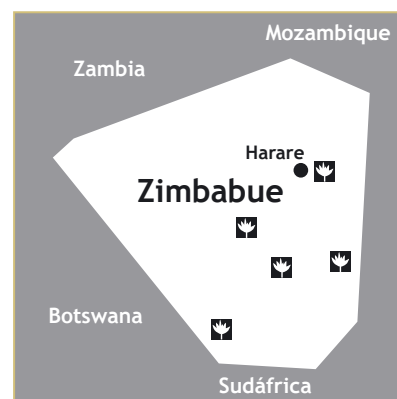 Mozambique
Zambia
Harare
Zimbabue
Botswana
Sudáfrica